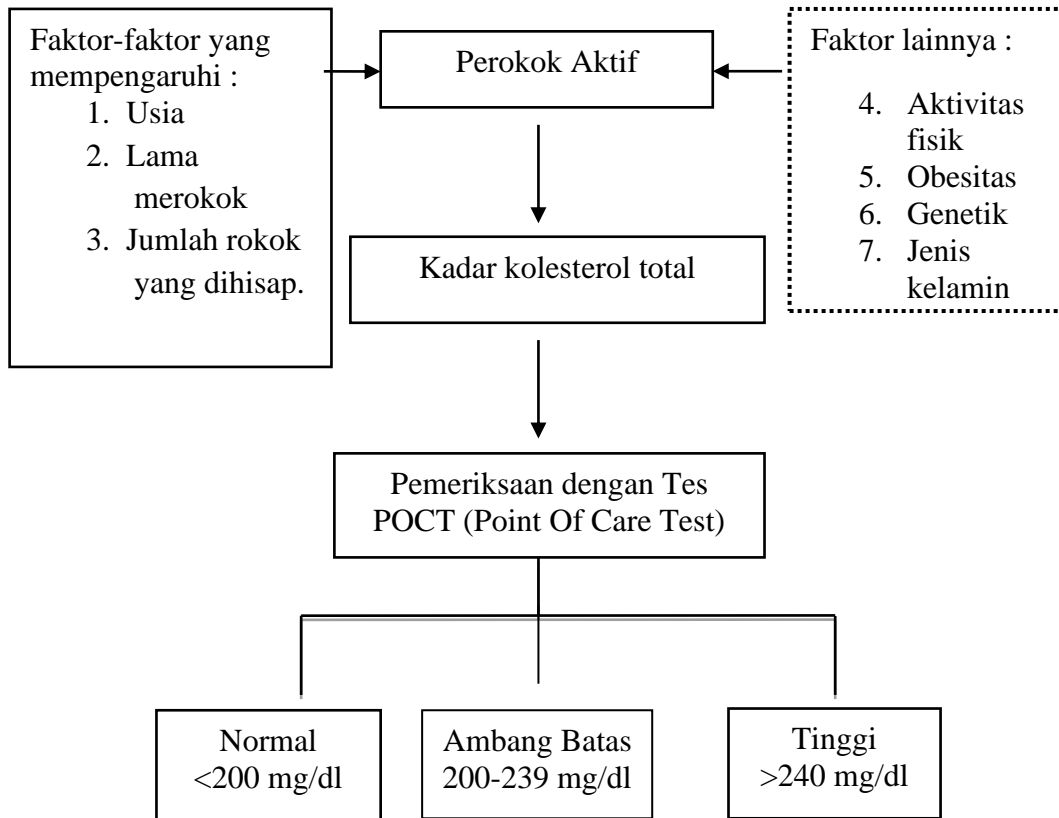 Faktor-faktor yang
mempengaruhi :
1. Usia
2. Lama
merokok
3. Jumlah rokok
yang dihisap.
Perokok Aktif
Faktor lainnya :
4. Aktivitas
fisik
5. Obesitas
6. Genetik
7. Jenis
kelamin
Kadar kolesterol total
Pemeriksaan dengan Tes
POCT (Point Of Care Test)
Normal
<200 mg/dl
Ambang Batas
200-239 mg/dl
Tinggi
>240 mg/dl